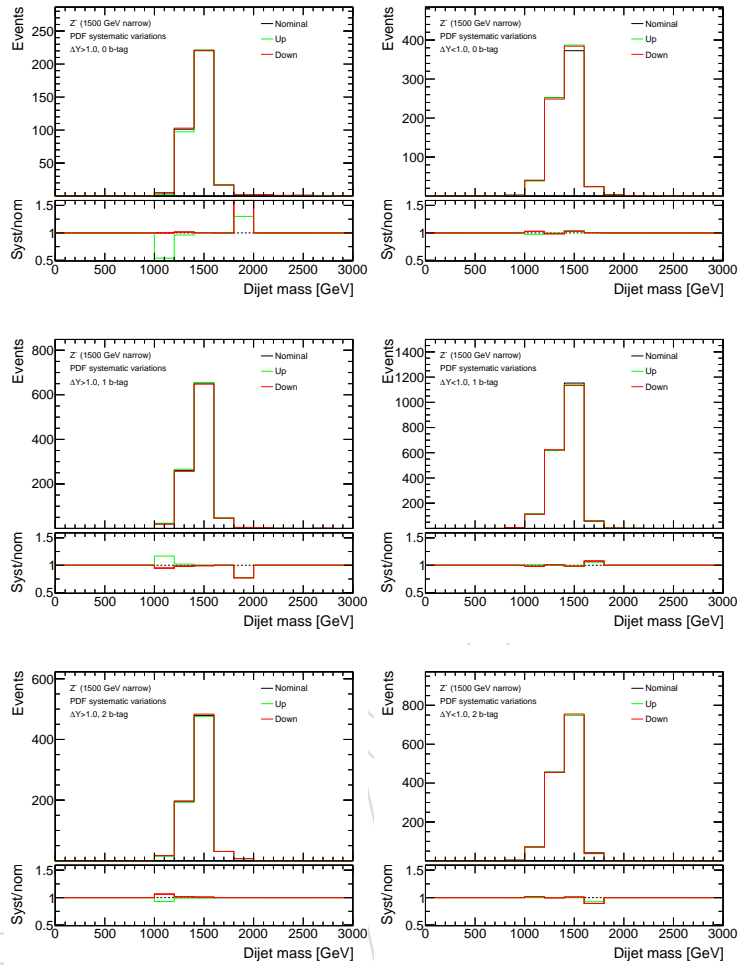 Events
250
200
150
100
50
Z` (1500 GeV narrow)
PDF systematic variations
ΔY>1.0, 0 b-tag
Nominal
Up
Down
Syst/nom
1.5
1
0.5
0 500 1000 1500 2000 2500 3000
Dijet mass [GeV]
Events
400
300
200
100
Z` (1500 GeV narrow)
PDF systematic variations
ΔY<1.0, 0 b-tag
Nominal
Up
Down
Syst/nom
1.5
1
0.5
0 500 1000 1500 2000 2500 3000
Dijet mass [GeV]
Events
800
600
400
200
Z` (1500 GeV narrow)
PDF systematic variations
ΔY>1.0, 1 b-tag
Nominal
Up
Down
Syst/nom
1.5
1
0.5
0 500 1000 1500 2000 2500 3000
Dijet mass [GeV]
Events
1400
1200
1000
800
600
400
200
Z` (1500 GeV narrow)
PDF systematic variations
ΔY<1.0, 1 b-tag
Nominal
Up
Down
Syst/nom
1.5
1
0.5
0 500 1000 1500 2000 2500 3000
Dijet mass [GeV]
Events
600
400
200
Z` (1500 GeV narrow)
PDF systematic variations
ΔY>1.0, 2 b-tag
Nominal
Up
Down
Syst/nom
1.5
1
0.5
0 500 1000 1500 2000 2500 3000
Dijet mass [GeV]
Events
800
600
400
200
Z` (1500 GeV narrow)
PDF systematic variations
ΔY<1.0, 2 b-tag
Nominal
Up
Down
Syst/nom
1.5
1
0.5
0 500 1000 1500 2000 2500 3000
Dijet mass [GeV]